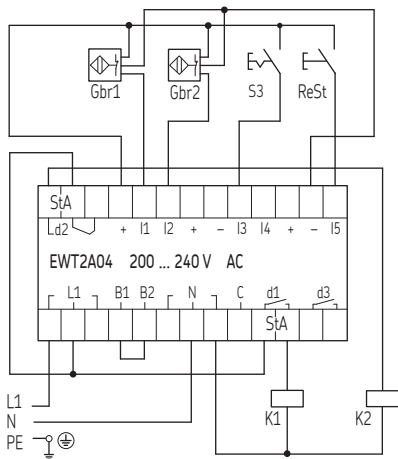 Gbr1 Gbr2 S3 ReSt
StA
d2 + I1 I2 + – I3 I4 + – I5
EWT2A04 200 ... 240 V AC
L1 B1 B2 N C d1 d3
StA
L1
N
PE
K1 K2